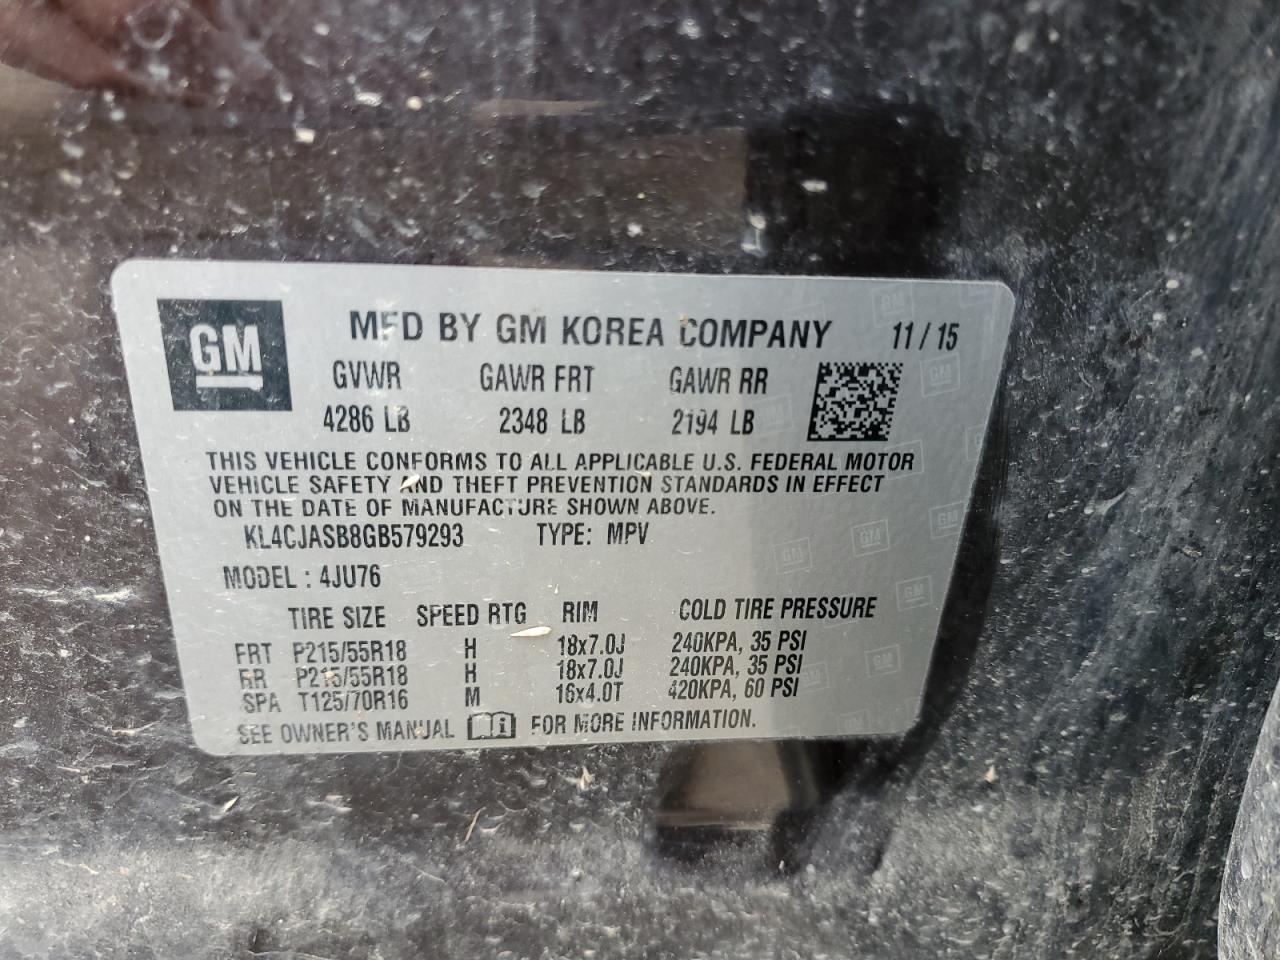 GM MFD BY GM KOREA COMPANY 11/15
GVWR GAWR FRT GAWR RR
4286 LB 2348 LB 2194 LB
THIS VEHICLE CONFORMS TO ALL APPLICABLE U.S. FEDERAL MOTOR
VEHICLE SAFETY AND THEFT PREVENTION STANDARDS IN EFFECT
ON THE DATE OF MANUFACTURE SHOWN ABOVE.
KL4CJASB8GB579293 TYPE: MPV
MODEL : 4JU76
TIRE SIZE SPEED RTG RIM COLD TIRE PRESSURE
FRT P215/55R18 H 18x7.0J 240KPA, 35 PSI
RR P215/55R18 H 18x7.0J 240KPA, 35 PSI
SPA T125/70R16 M 16x4.0T 420KPA, 60 PSI
SEE OWNER'S MANUAL FOR MORE INFORMATION.